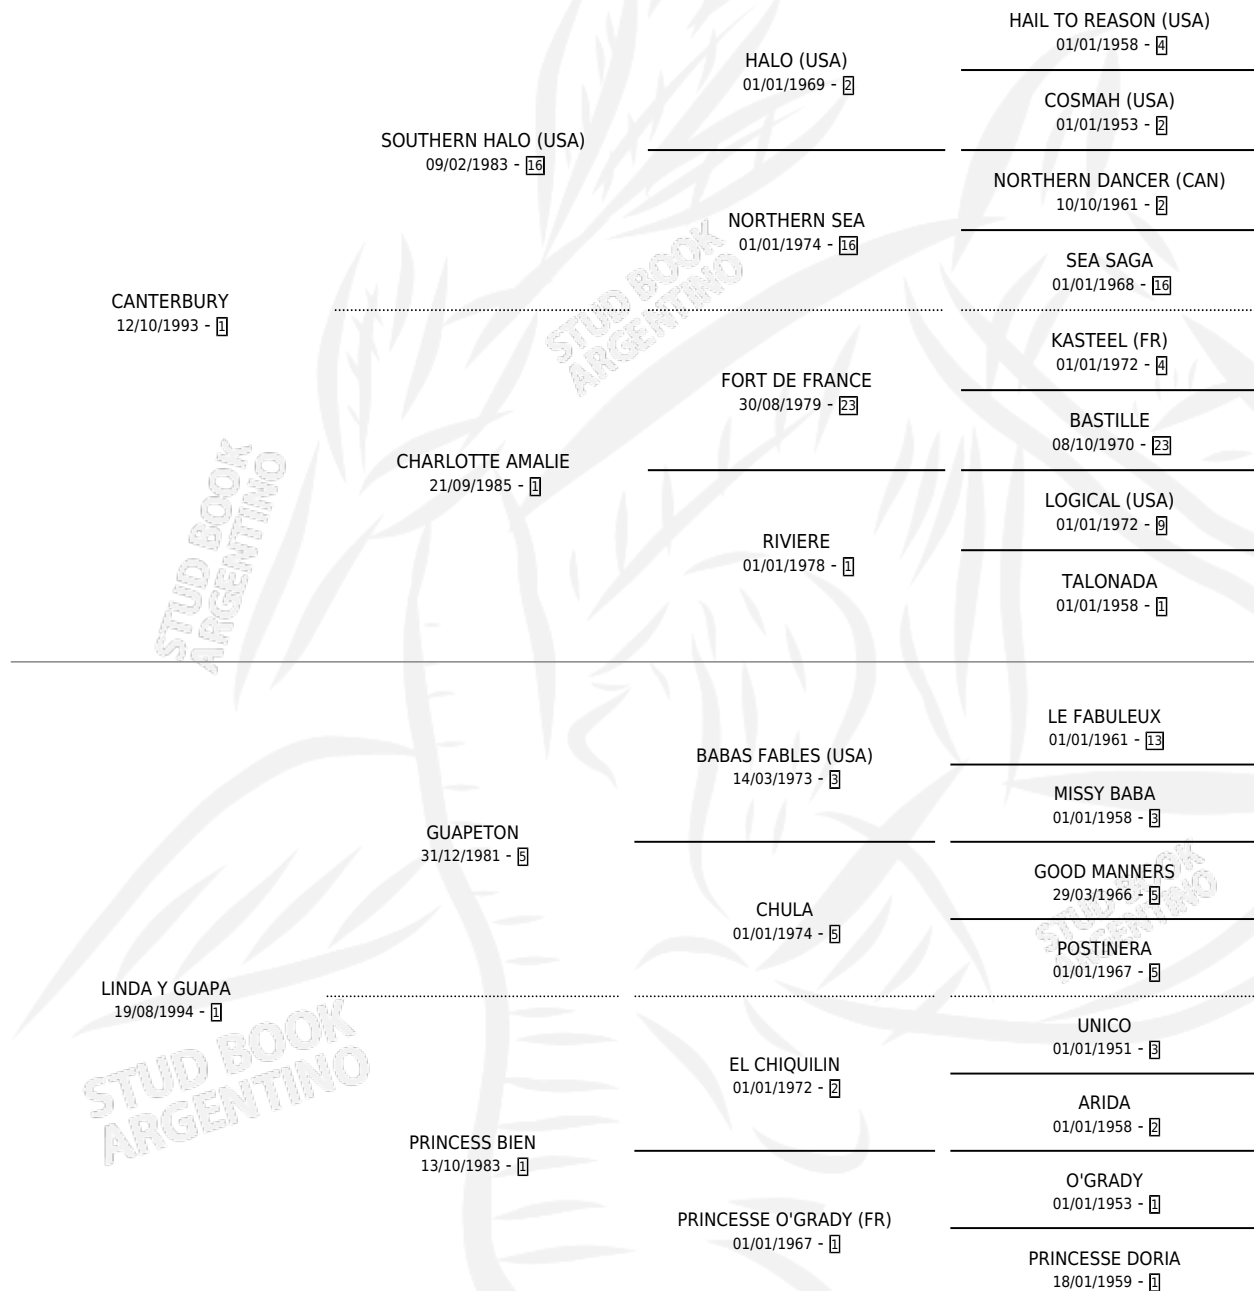 HAIL TO REASON (USA)
01/01/1958 - 4
HALO (USA)
01/01/1969 - 2
COSMAH (USA)
01/01/1953 - 2
SOUTHERN HALO (USA)
09/02/1983 - 16
NORTHERN DANCER (CAN)
10/10/1961 - 2
NORTHERN SEA
01/01/1974 - 16
SEA SAGA
01/01/1968 - 16
CANTERBURY
12/10/1993 - 1
KASTEEL (FR)
01/01/1972 - 4
FORT DE FRANCE
30/08/1979 - 23
BASTILLE
08/10/1970 - 23
CHARLOTTE AMALIE
21/09/1985 - 1
LOGICAL (USA)
01/01/1972 - 9
RIVIERE
01/01/1978 - 1
TALONADA
01/01/1958 - 1
LE FABULEUX
01/01/1961 - 13
BABAS FABLES (USA)
14/03/1973 - 3
MISSY BABA
01/01/1958 - 3
GUAPETON
31/12/1981 - 5
GOOD MANNERS
29/03/1966 - 5
CHULA
01/01/1974 - 5
POSTINERA
01/01/1967 - 5
LINDA Y GUAPA
19/08/1994 - 1
UNICO
01/01/1951 - 3
EL CHIQUILIN
01/01/1972 - 2
ARIDA
01/01/1958 - 2
PRINCESS BIEN
13/10/1983 - 1
O'GRADY
01/01/1953 - 1
PRINCESSE O'GRADY (FR)
01/01/1967 - 1
PRINCESSE DORIA
18/01/1959 - 1
STUD BOOK
ARGENTINO
STUD BOOK
ARGENTINO
STUD BOOK
ARGENTINO
STUD BOOK
ARGENTINO